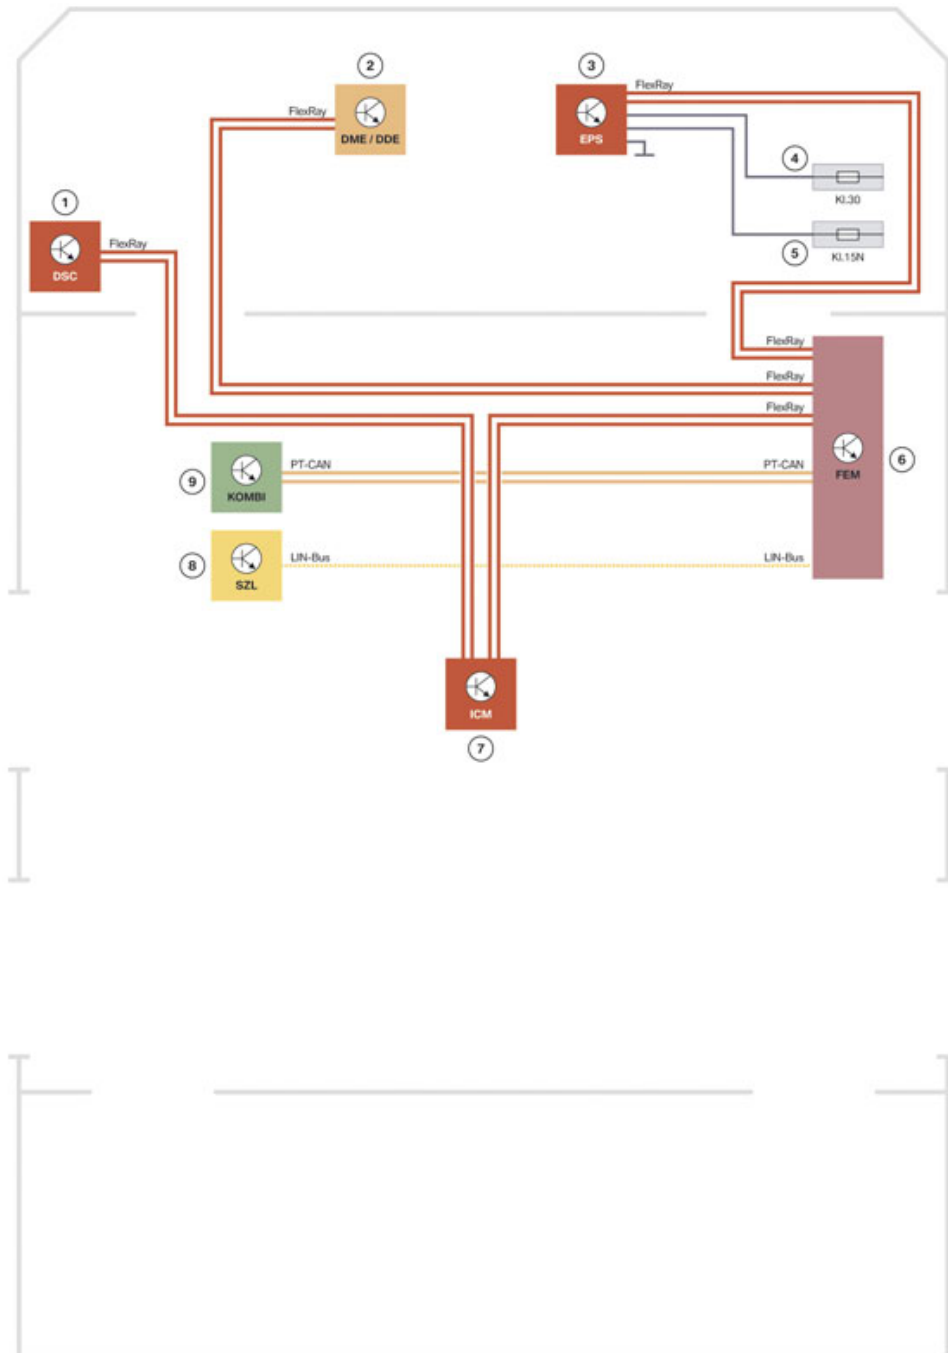 2
3
FlexRay
FlexRay
DME / DDE
EPS
4
Kl.30
1
FlexRay
DSC
5
Kl.15N
FlexRay
FlexRay
FlexRay
9
KOMBI
PT-CAN
PT-CAN
FEM
6
8
SZL
LIN-Bus
LIN-Bus
ICM
7